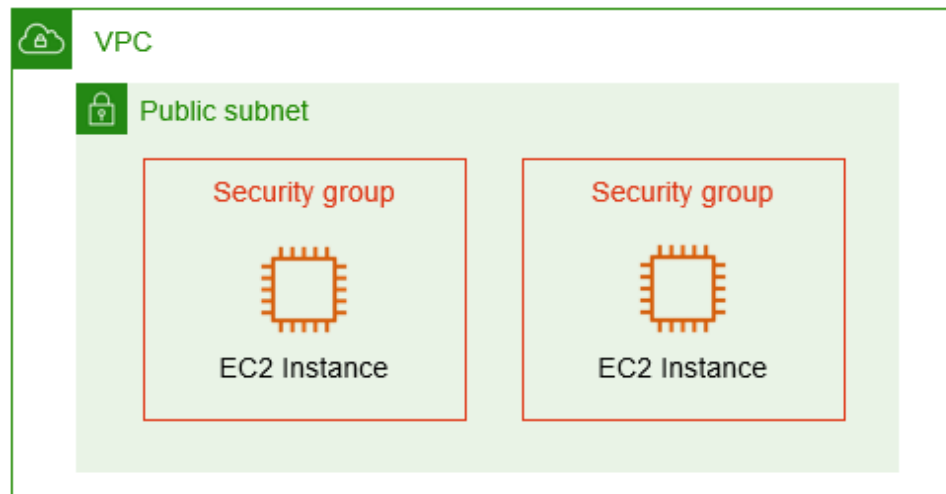 VPC
Public subnet
Security group
Security group
EC2 Instance
EC2 Instance